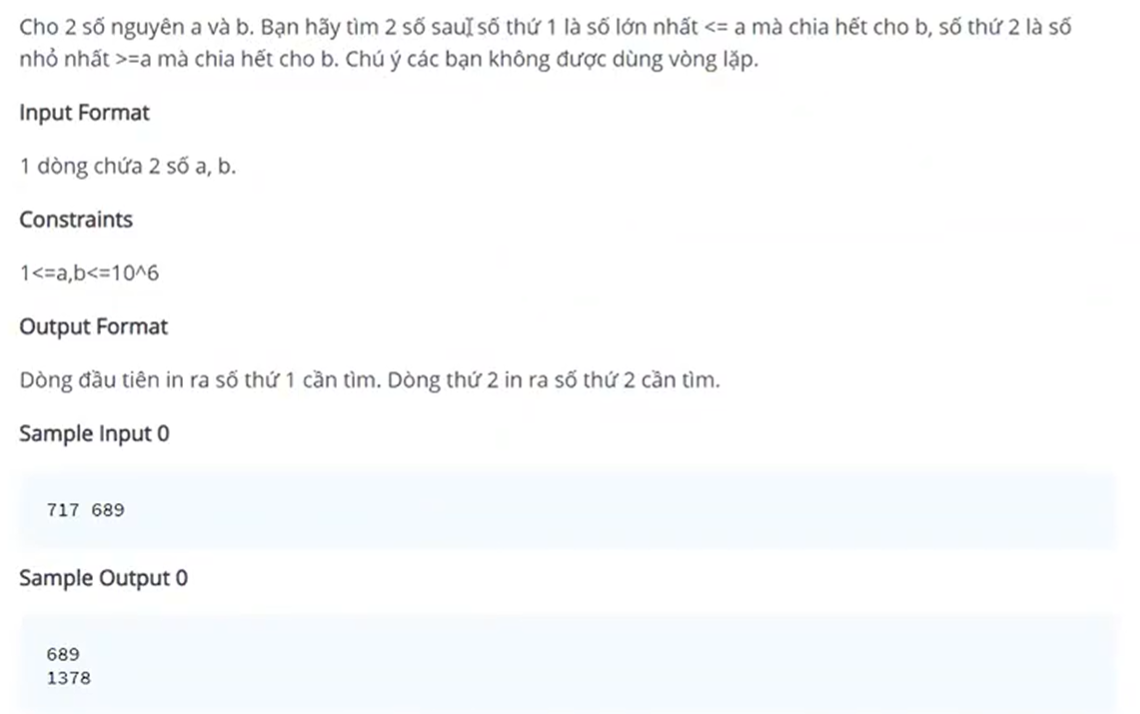 Cho 2 số nguyên a và b. Bạn hãy tìm 2 số sau số thứ 1 là số lớn nhất <= a mà chia hết cho b, số thứ 2 là số
nhỏ nhất >=a mà chia hết cho b. Chú ý các bạn không được dùng vòng lặp.
Input Format
1 dòng chứa 2 số a, b.
Constraints
1<=a,b<=10^6
Output Format
Dòng đầu tiên in ra số thứ 1 cần tìm. Dòng thứ 2 in ra số thứ 2 cần tìm.
Sample Input 0
717 689
Sample Output 0
689
1378